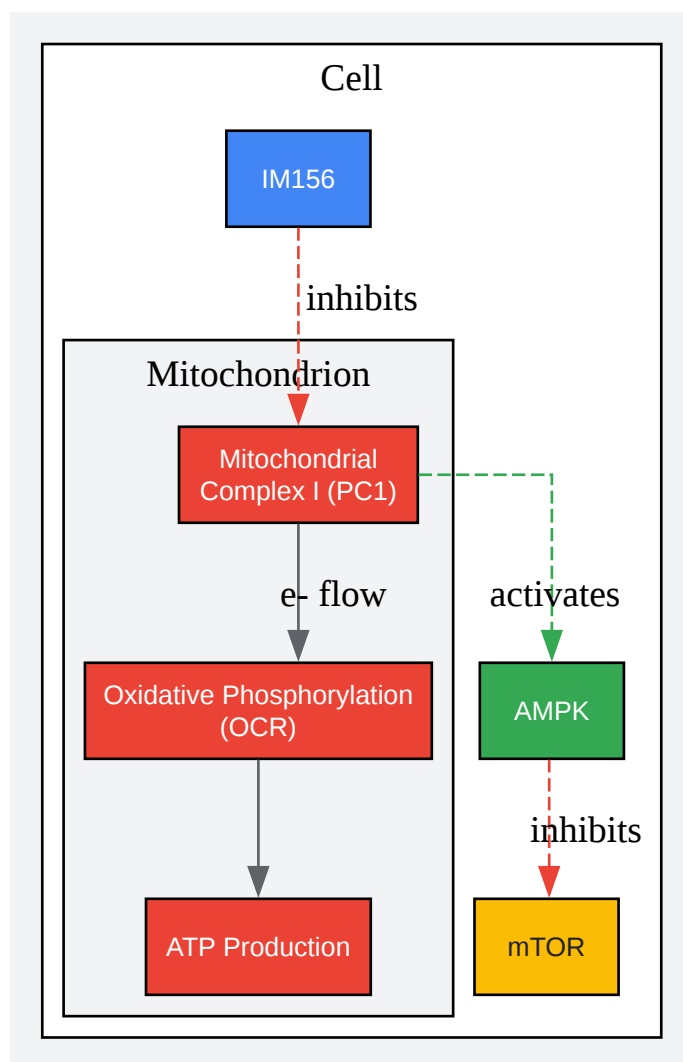 Cell
IM156
inhibits
Mitochondrion
Mitochondrial
Complex I (PC1)
e- flow
activates
Oxidative Phosphorylation
(OCR)
AMPK
inhibits
ATP Production
mTOR